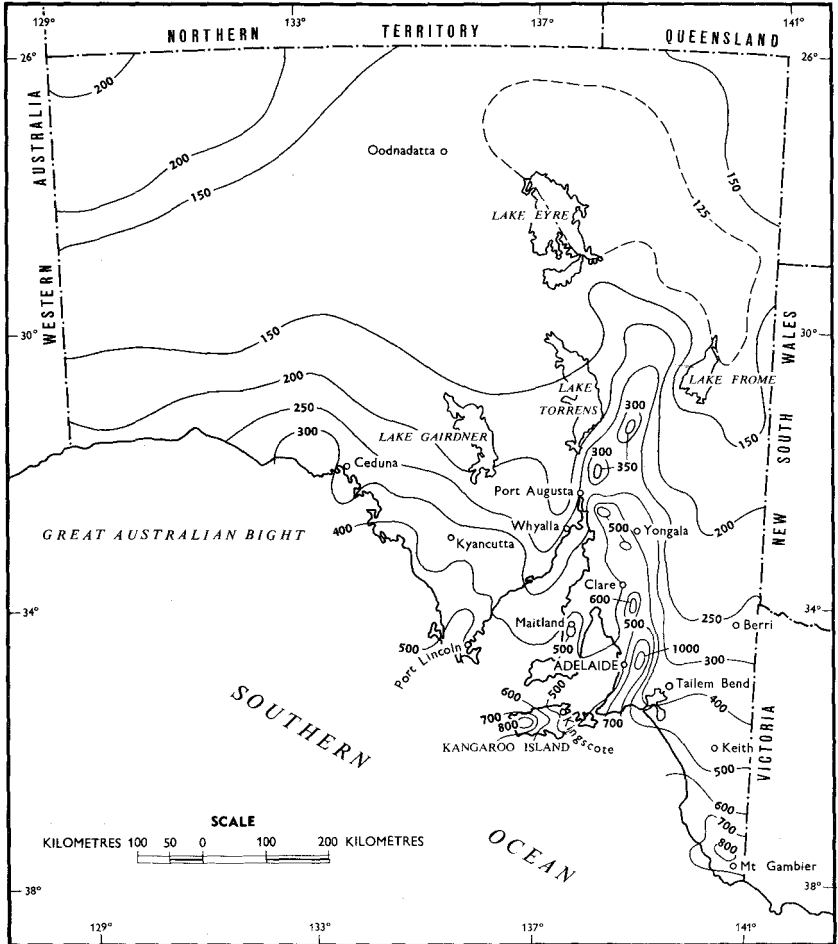 129° 133° 137° 141°
NORTHERN TERRITORY QUEENSLAND
26° 26°
200
AUSTRALIA
Oodnadatta
200
150
150
125
LAKE EYRE
WESTERN
30° 30°
150
WALES
LAKE TORRENS
LAKE FROME
200
300
250
LAKE GAIRDNER
150
300
SOUTH
Ceduna
300
350
Port Augusta
200
GREAT AUSTRALIAN BIGHT
400
Whyalla
500
Yongala
NEW
Kyancutta
Clare
34° 34°
600
Maitland
250
Berri
500
500
500
1000
Port Lincoln
ADELAIDE
300
Tailem Bend
500
600
400
SOUTHERN
700
800
Kingscote
700
KANGAROO ISLAND
Keith
VICTORIA
500
600
SCALE
700
KILOMETRES 100 50 0 100 200 KILOMETRES
800
OCEAN
Mt Gambier
38° 38°
129° 133° 137° 141°